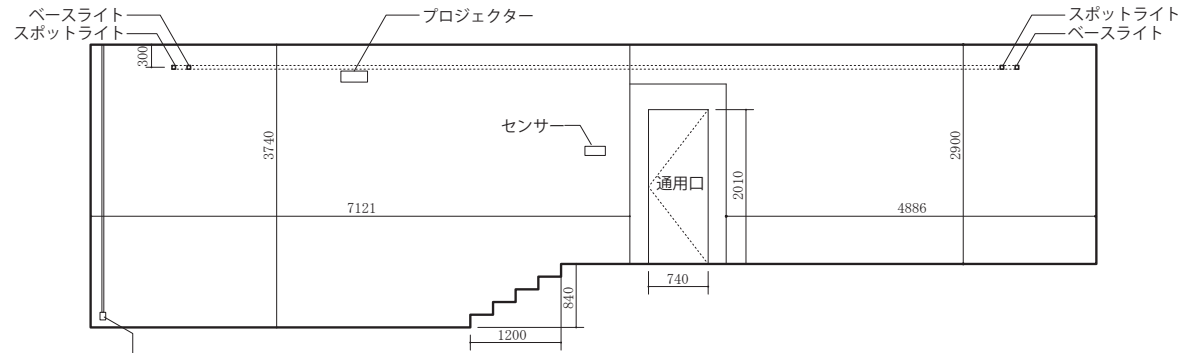 ベースライト
スポットライト
プロジェクター
スポットライト
ベースライト
300
3740
センサー
2900
通用口
2010
7121
4886
740
840
1200